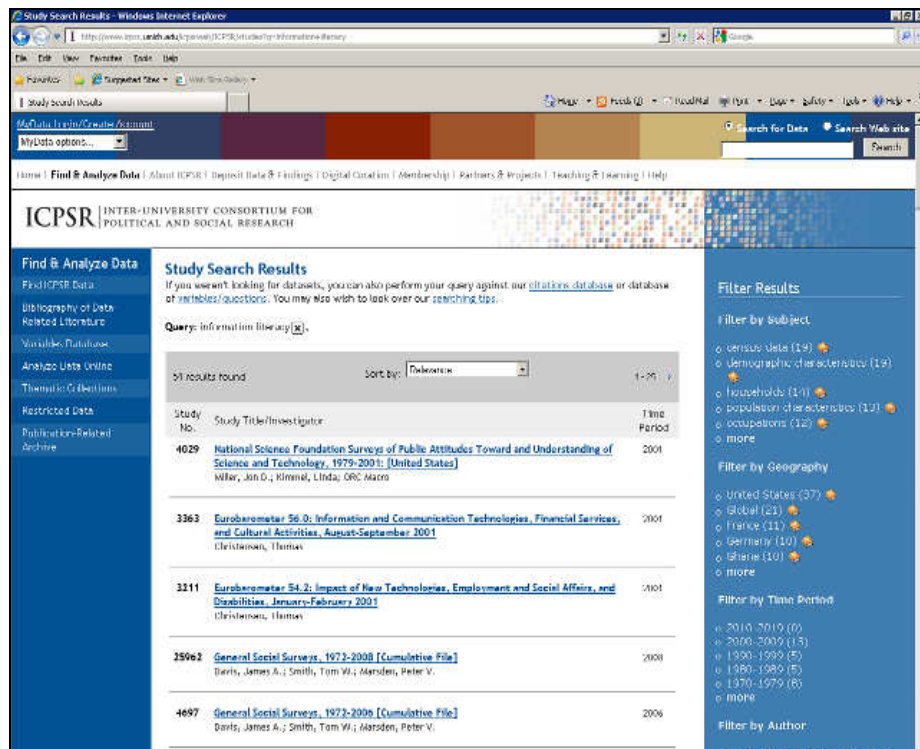 Study Search Results - Windows Internet Explorer
File Edit View Favorites Tools Help
Favorites Suggested Sites
Study Search Results
Page Safety Tools Help
MyData Login/Create Account
MyData options...
Search for Data Search Web site
Search
Home | Find & Analyze Data | About ICPSR | Deposit Data & Findings | Digital Curation | Membership | Partners & Projects | Teaching & Learning | Help
ICPSR INTER-UNIVERSITY CONSORTIUM FOR
POLITICAL AND SOCIAL RESEARCH
Find & Analyze Data
Find ICPSR Data
Bibliography of Data
Related Literature
Variables Database
Analyze Data Online
Thematic Collections
Restricted Data
Publication-Related
Archive
Study Search Results
If you weren't looking for datasets, you can also perform your query against our citations database or database
of variables/questions. You may also wish to look over our searching tips.
Query: information literacy [x].
results found Sort by: Relevance 1-25
Study
No. Study Title/Investigator Time
Period
4029 National Science Foundation Surveys of Public Attitudes Toward and Understanding of
Science and Technology, 1979-2001: [United States] 2001
Miller, Jon D.; Kimmel, Linda; ORC Macro
3363 Eurobarometer 56.0: Information and Communication Technologies, Financial Services,
and Cultural Activities, August-September 2001 2001
Christensen, Thomas
3211 Eurobarometer 54.2: Impact of New Technologies, Employment and Social Affairs, and
Disabilities, January-February 2001 2001
Christensen, Thomas
25962 General Social Surveys, 1972-2008 [Cumulative File] 2008
Davis, James A.; Smith, Tom W.; Marsden, Peter V.
4697 General Social Surveys, 1972-2006 [Cumulative File] 2006
Davis, James A.; Smith, Tom W.; Marsden, Peter V.
Filter Results
Filter by Subject
census data (19)
demographic characteristics (19)
households (14)
population characteristics (13)
occupations (12)
more
Filter by Geography
United States (37)
Global (21)
France (11)
Germany (10)
Ghana (10)
more
Filter by Time Period
2010-2019 (0)
2000-2009 (13)
1990-1999 (5)
1980-1989 (5)
1970-1979 (8)
more
Filter by Author